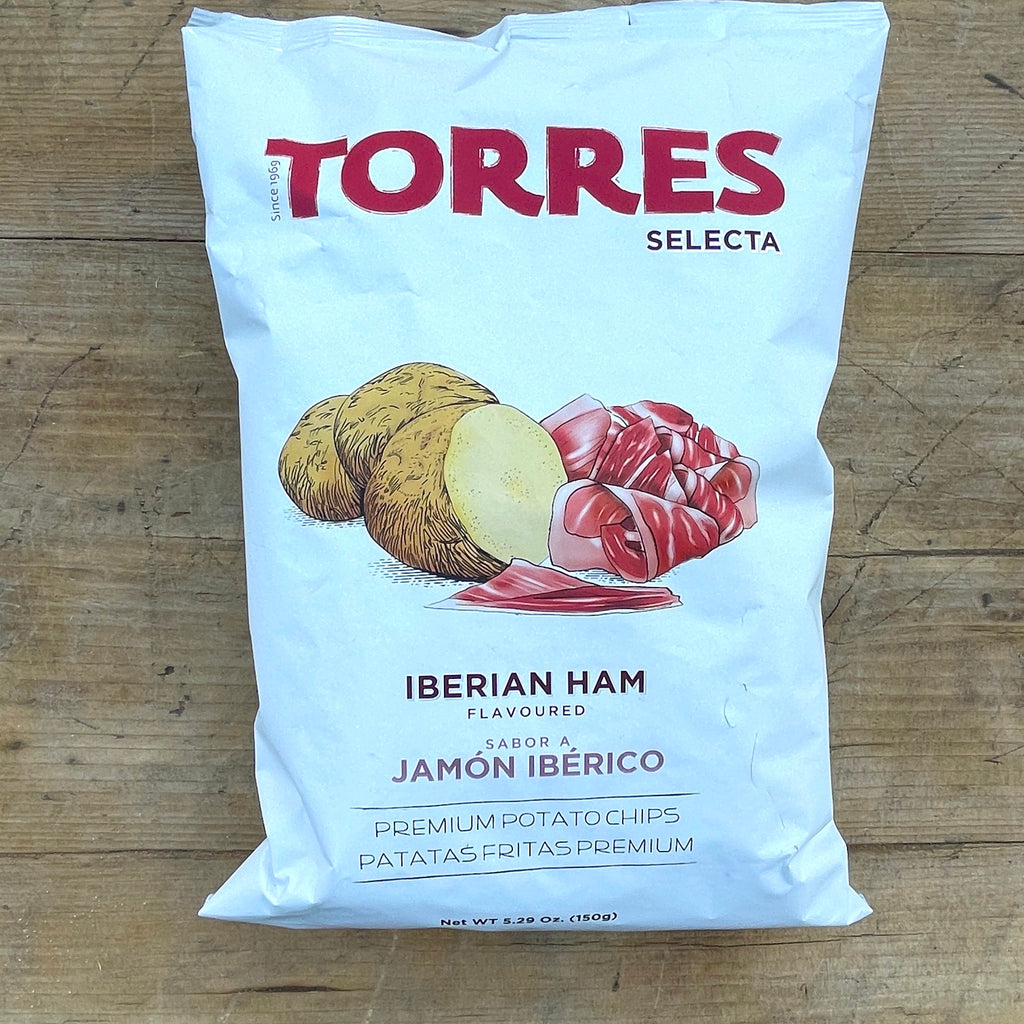 Since 1969
TORRES
SELECTA
IBERIAN HAM
FLAVOURED
SABOR A
JAMÓN IBÉRICO
PREMIUM POTATO CHIPS
PATATAS FRITAS PREMIUM
Net WT 5.29 Oz. (150g)